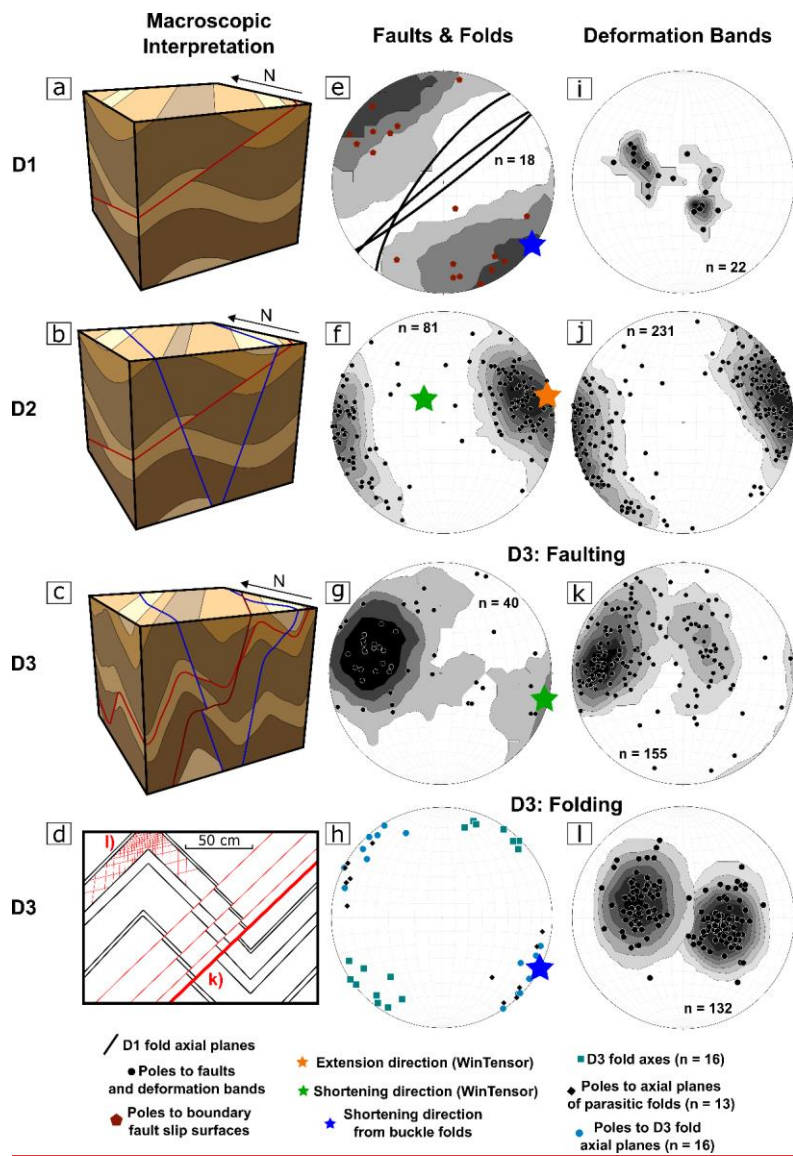 Macroscopic
Interpretation
Faults & Folds
Deformation Bands
a
N
e
n = 18
i
n = 22
D1
b
N
f
n = 81
j
n = 231
D2
D3: Faulting
c
N
g
n = 40
k
n = 155
D3
D3: Folding
d
l)
50 cm
k)
h
l
n = 132
D3
D1 fold axial planes
Poles to faults
and deformation bands
Poles to boundary
fault slip surfaces
Extension direction (WinTensor)
Shortening direction (WinTensor)
Shortening direction
from buckle folds
D3 fold axes (n = 16)
Poles to axial planes
of parasitic folds (n = 13)
Poles to D3 fold
axial planes (n = 16)